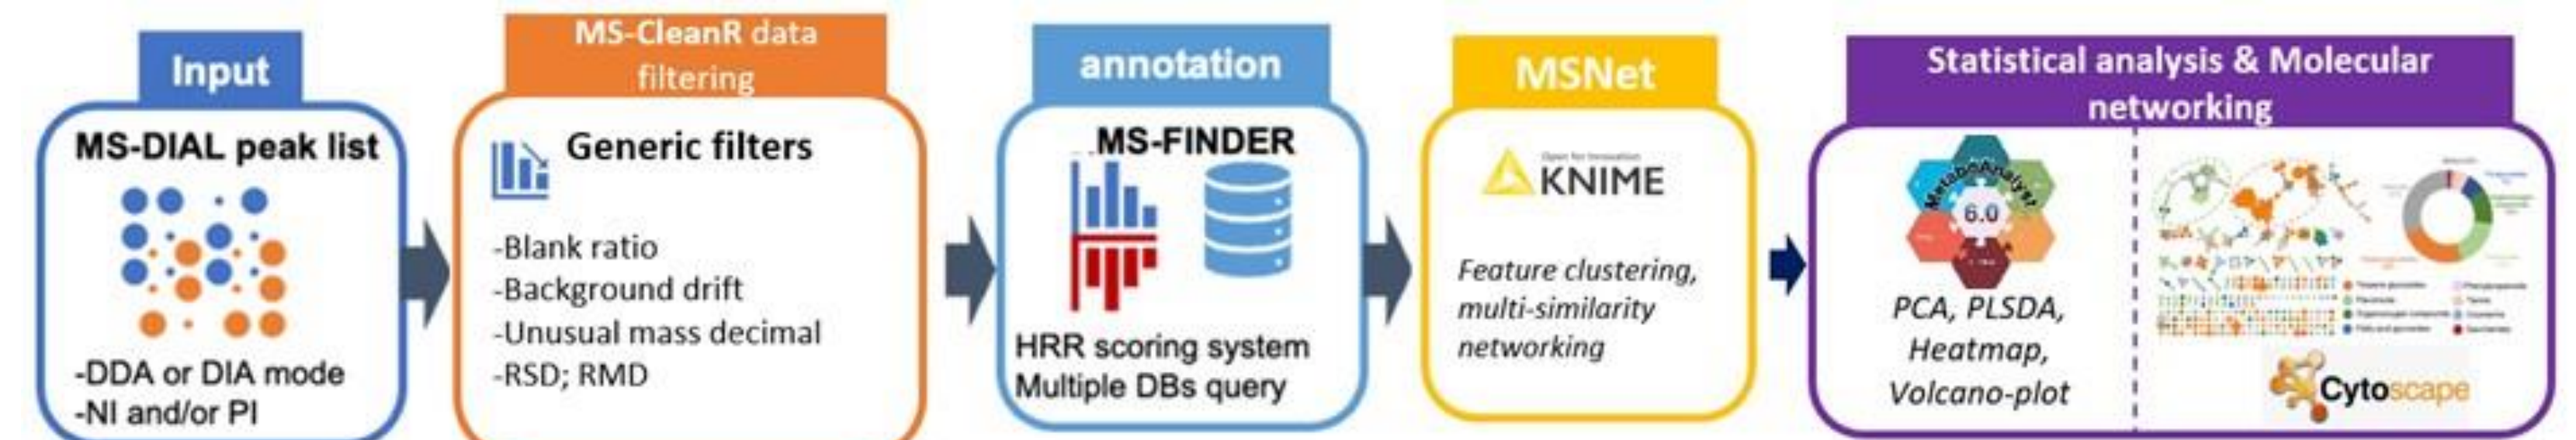 Input
MS-DIAL peak list
-DDA or DIA mode
-NI and/or PI
MS-CleanR data
filtering
Generic filters
-Blank ratio
-Background drift
-Unusual mass decimal
-RSD; RMD
annotation
MS-FINDER
HRR scoring system
Multiple DBs query
MSNet
Open for Innovation
KNIME
Feature clustering,
multi-similarity
networking
Statistical analysis & Molecular
networking
MetaboAnalyst
6.0
PCA, PLSDA,
Heatmap,
Volcano-plot
Cytoscape